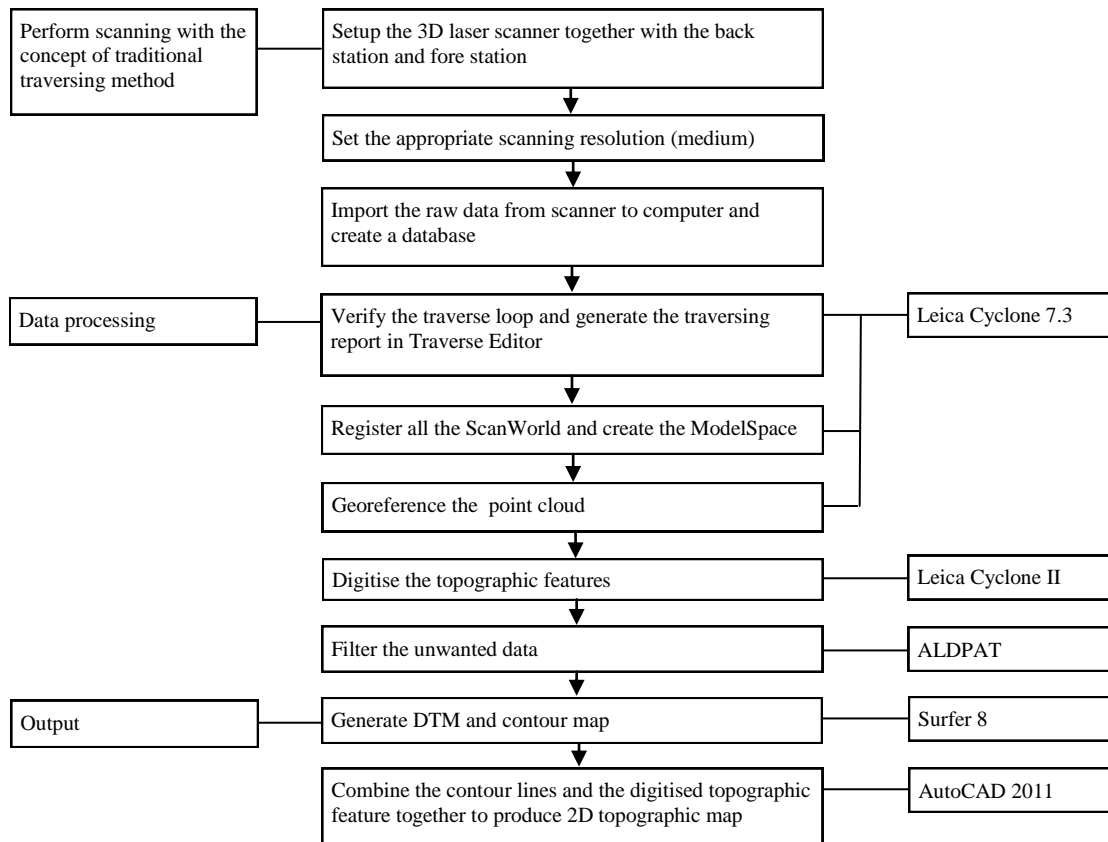 Perform scanning with the
concept of traditional
traversing method
Setup the 3D laser scanner together with the back
station and fore station
Set the appropriate scanning resolution (medium)
Import the raw data from scanner to computer and
create a database
Data processing
Verify the traverse loop and generate the traversing
report in Traverse Editor
Leica Cyclone 7.3
Register all the ScanWorld and create the ModelSpace
Georeference the point cloud
Digitise the topographic features
Leica Cyclone II
Filter the unwanted data
ALDPAT
Output
Generate DTM and contour map
Surfer 8
Combine the contour lines and the digitised topographic
feature together to produce 2D topographic map
AutoCAD 2011